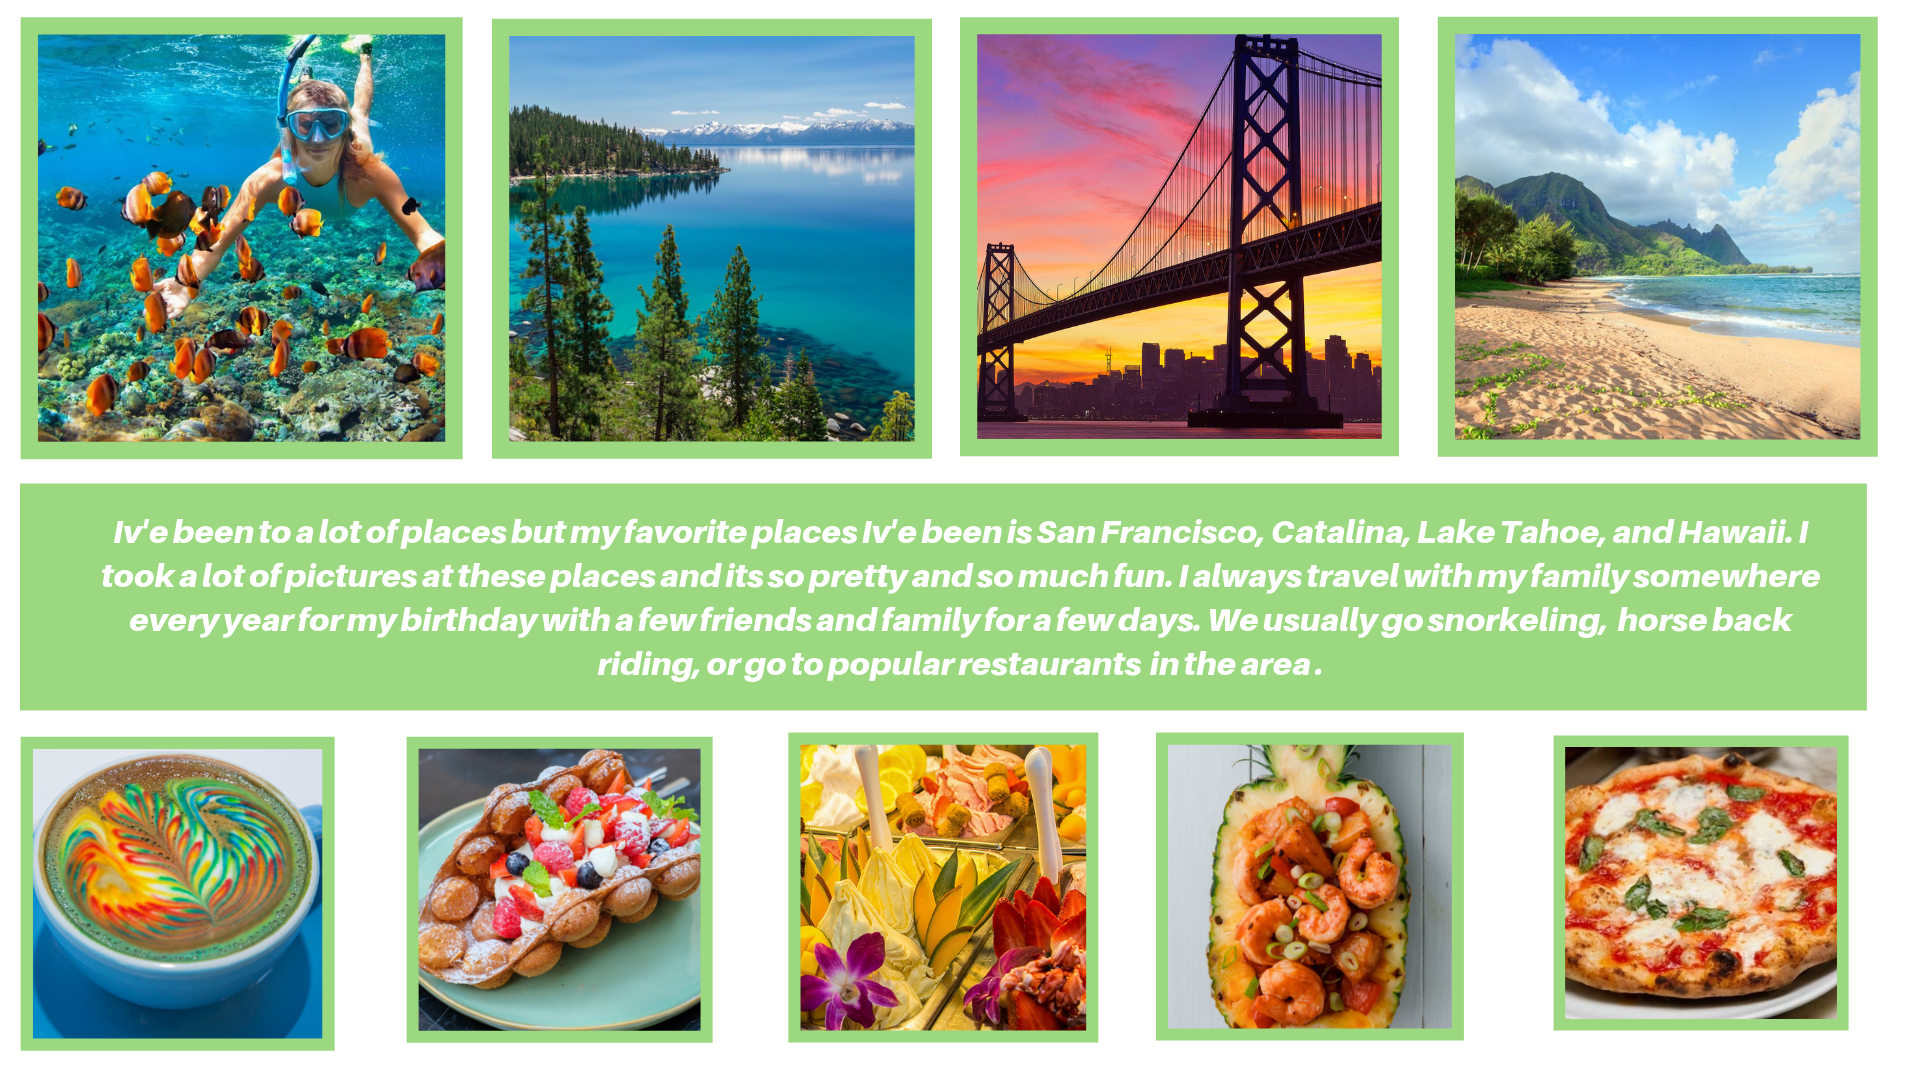 Iv'e been to a lot of places but my favorite places Iv'e been is San Francisco, Catalina, Lake Tahoe, and Hawaii. I
took a lot of pictures at these places and its so pretty and so much fun. I always travel with my family somewhere
every year for my birthday with a few friends and family for a few days. We usually go snorkeling, horse back
riding, or go to popular restaurants in the area .